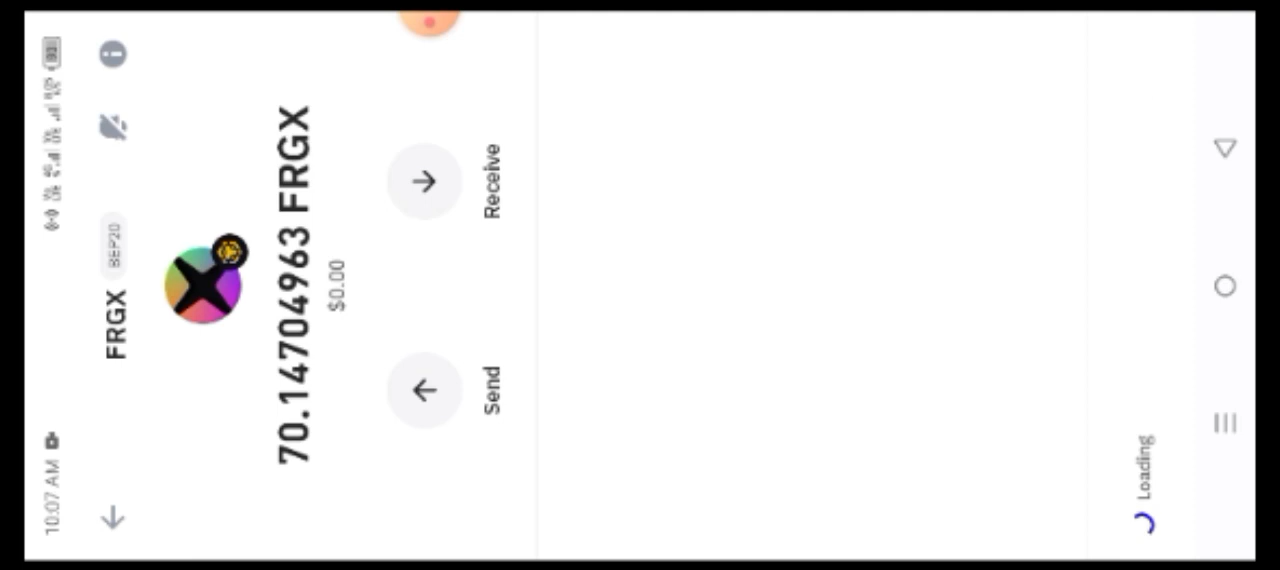 10:07 AM
FRGX BEP20
70.14704963 FRGX
$0.00
Send Receive
Loading